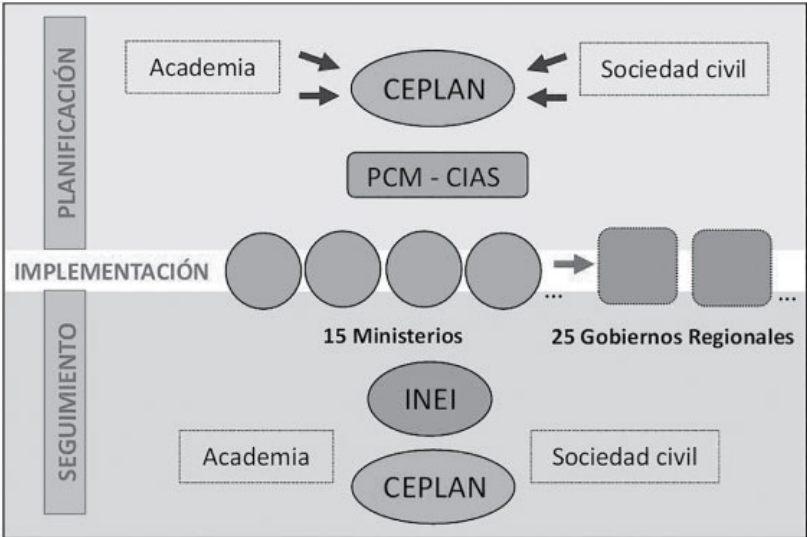 PLANIFICACIÓN
Academia
CEPLAN
Sociedad civil
PCM - CIAS
IMPLEMENTACIÓN
...
...
15 Ministerios
25 Gobiernos Regionales
SEGUIMIENTO
INEI
Academia
Sociedad civil
CEPLAN